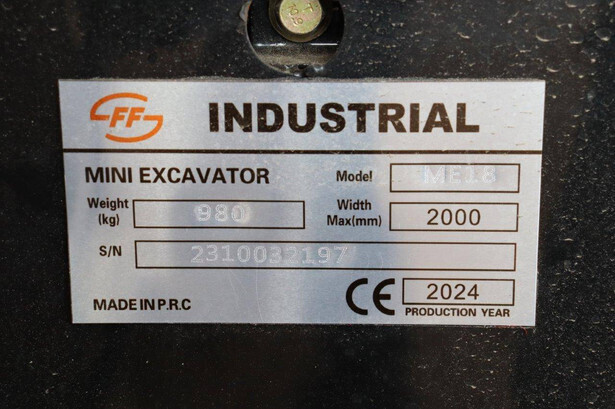 FF INDUSTRIAL
MINI EXCAVATOR Model ME18
Weight (kg) 980 Width Max(mm) 2000
S/N 2310032197
MADE IN P.R.C CE 2024
PRODUCTION YEAR